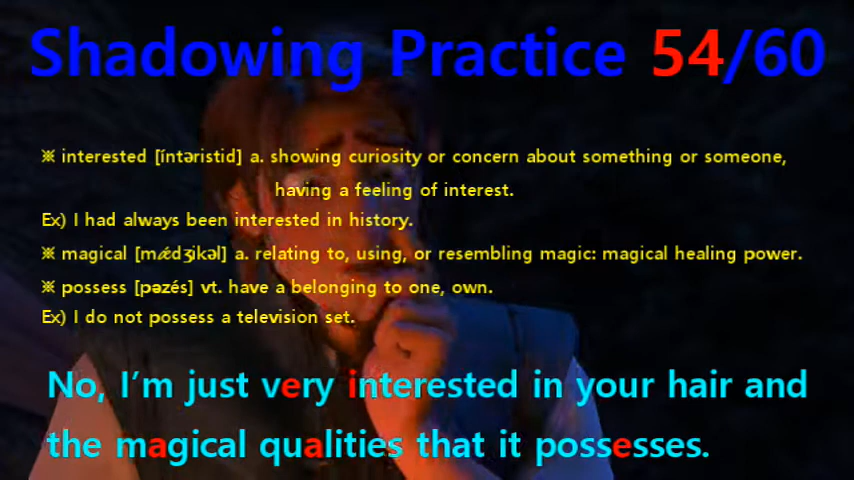 Shadowing Practice 54/60
※ interested [íntəristid] a. showing curiosity or concern about something or someone,
having a feeling of interest.
Ex) I had always been interested in history.
※ magical [mǽdʒikəl] a. relating to, using, or resembling magic: magical healing power.
※ possess [pəzés] vt. have a belonging to one, own.
Ex) I do not possess a television set.
No, I’m just very interested in your hair and
the magical qualities that it possesses.